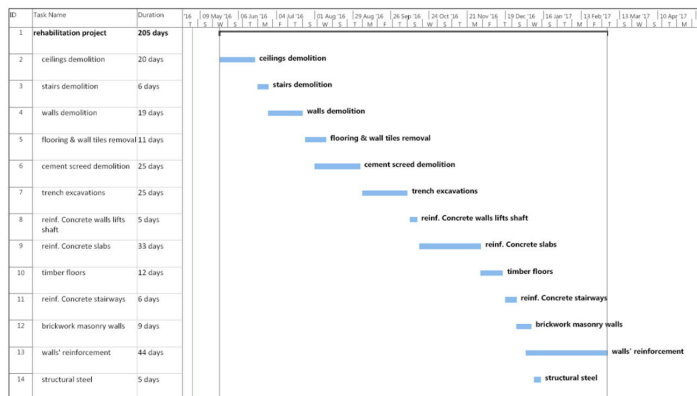 ID Task Name Duration '16 09 May '16 06 Jun '16 04 Jul '16 01 Aug '16 29 Aug '16 26 Sep '16 24 Oct '16 21 Nov '16 19 Dec '16 16 Jan '17 13 Feb '17 13 Mar '17 10 Apr '17
1 rehabilitation project 205 days
2 ceilings demolition 20 days ceilings demolition
3 stairs demolition 6 days stairs demolition
4 walls demolition 19 days walls demolition
5 flooring & wall tiles removal 11 days flooring & wall tiles removal
6 cement screed demolition 25 days cement screed demolition
7 trench excavations 25 days trench excavations
8 reinf. Concrete walls lifts shaft 5 days reinf. Concrete walls lifts shaft
9 reinf. Concrete slabs 33 days reinf. Concrete slabs
10 timber floors 12 days timber floors
11 reinf. Concrete stairways 6 days reinf. Concrete stairways
12 brickwork masonry walls 9 days brickwork masonry walls
13 walls' reinforcement 44 days walls' reinforcement
14 structural steel 5 days structural steel